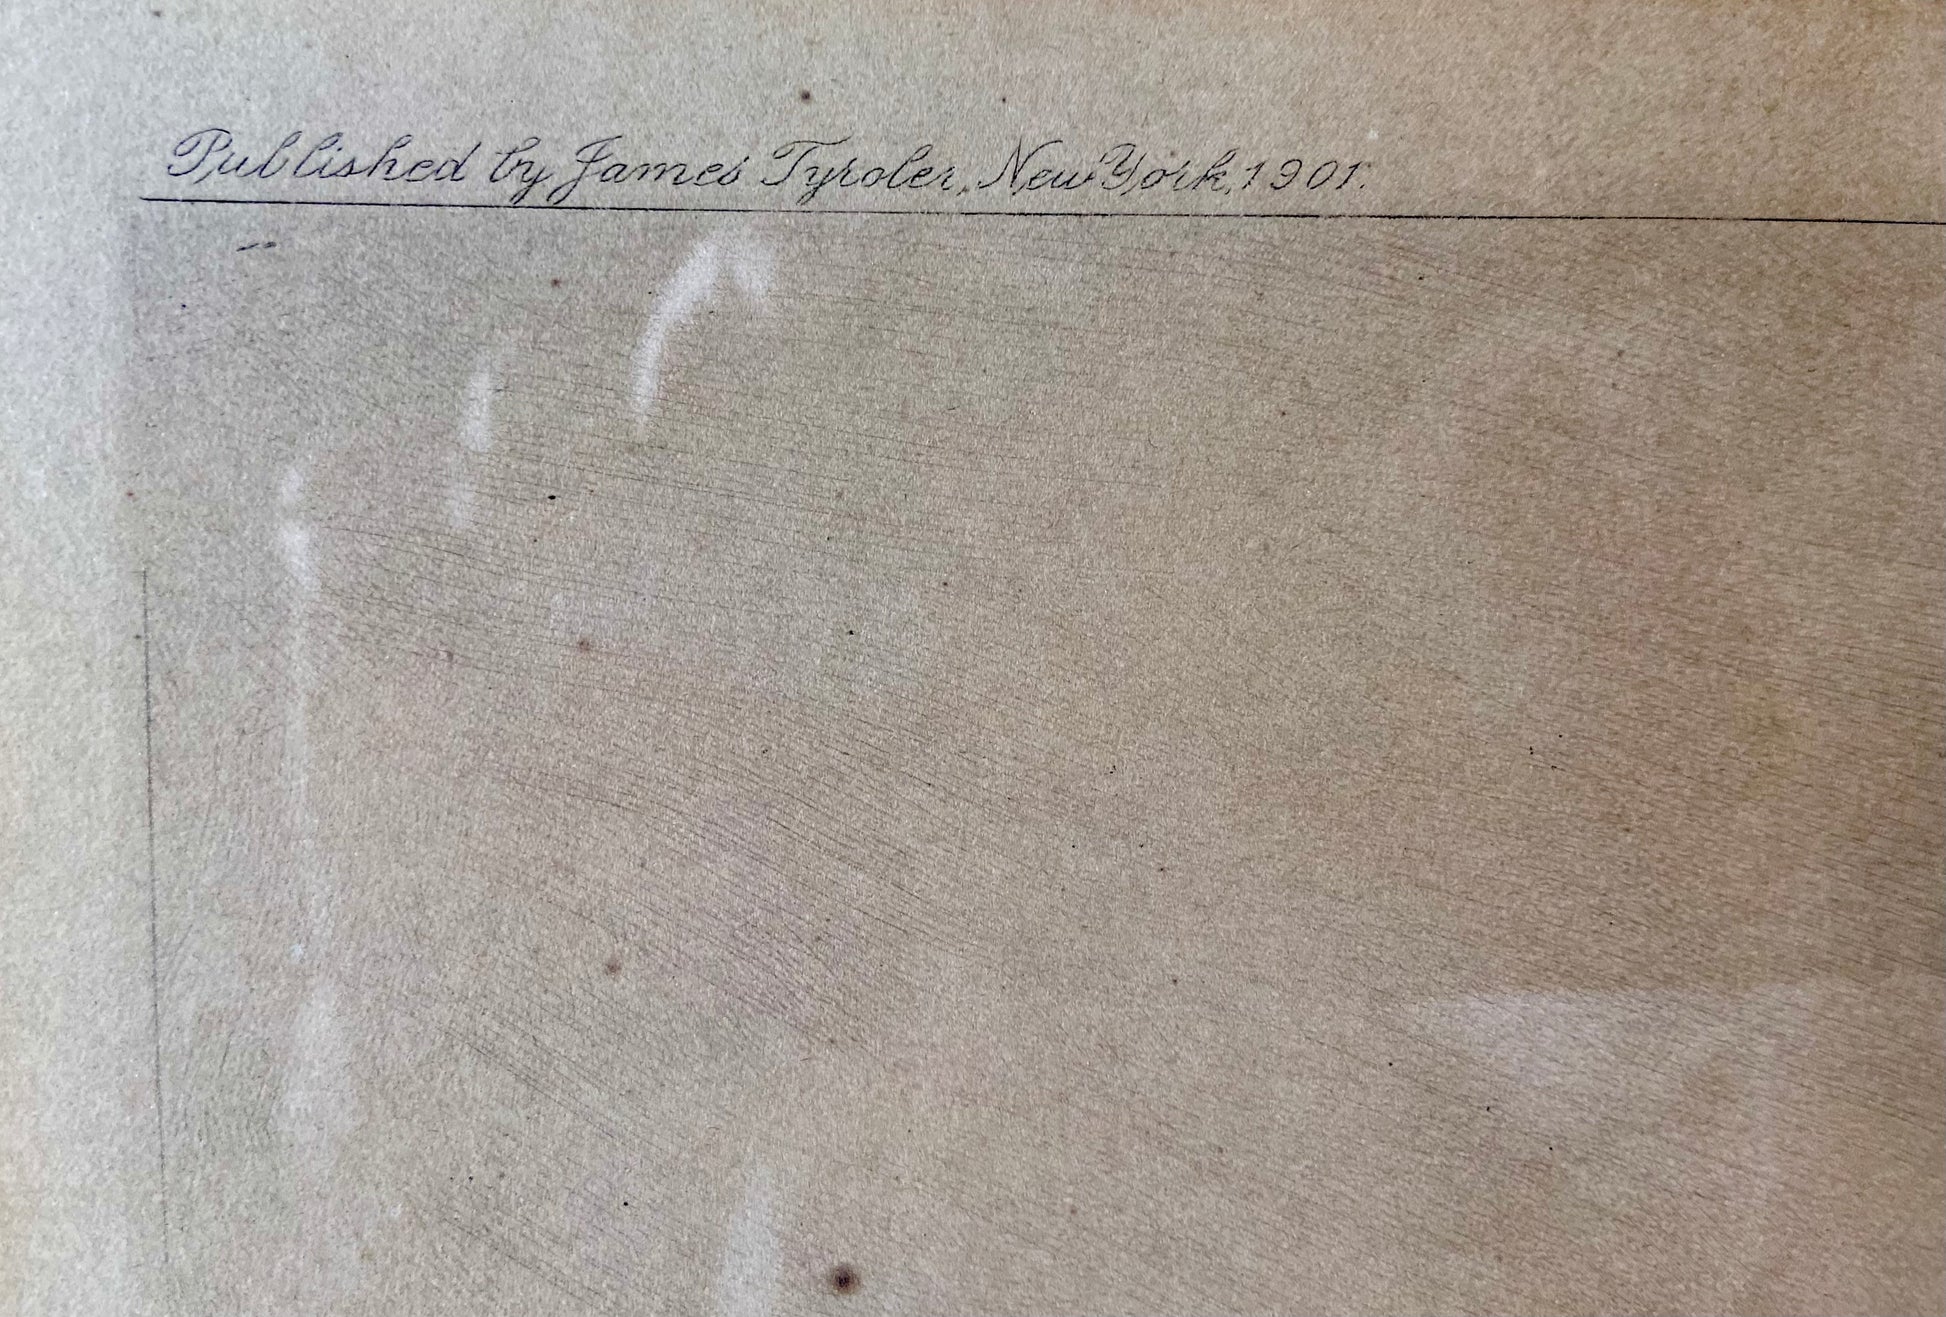 Published by James Tyroler, New York, 1901.